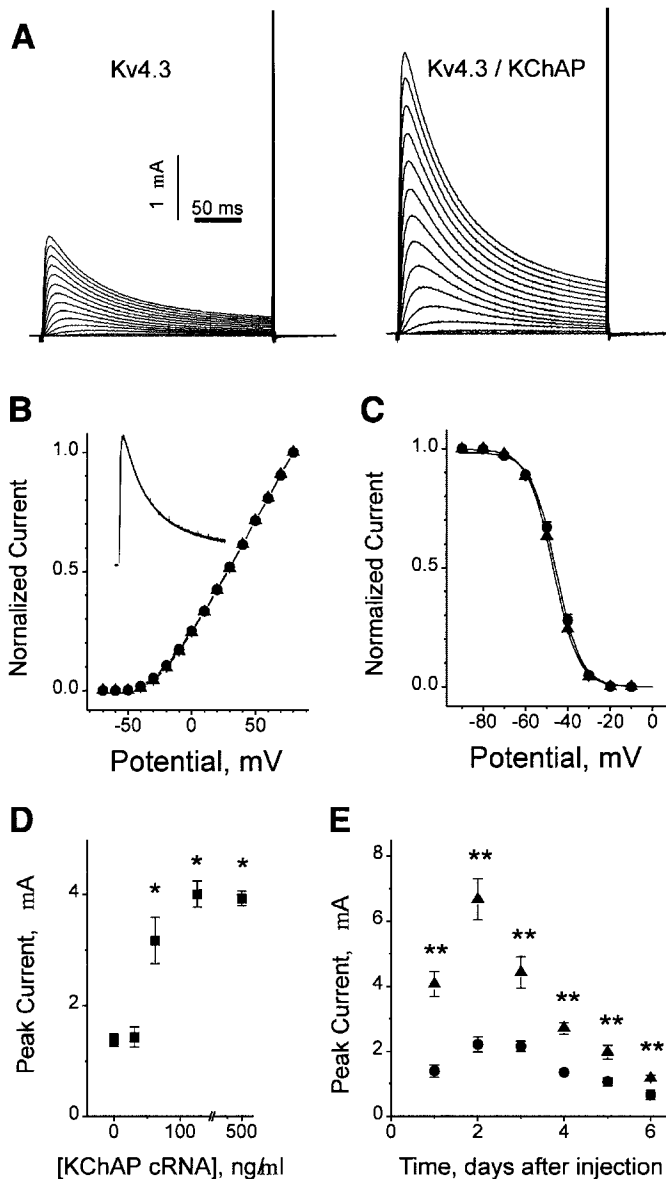 A
Kv4.3
Kv4.3 / KChAP
1 mA
50 ms
B
C
1.0
0.5
0.0
Normalized Current
-50 0 50
Potential, mV
1.0
0.5
0.0
Normalized Current
-80 -60 -40 -20 0
Potential, mV
D
E
4
2
0
Peak Current, mA
* * *
0 100 500
[KChAP cRNA], ng/ml
8
6
4
2
0
Peak Current, mA
** ** ** ** ** **
0 2 4 6
Time, days after injection